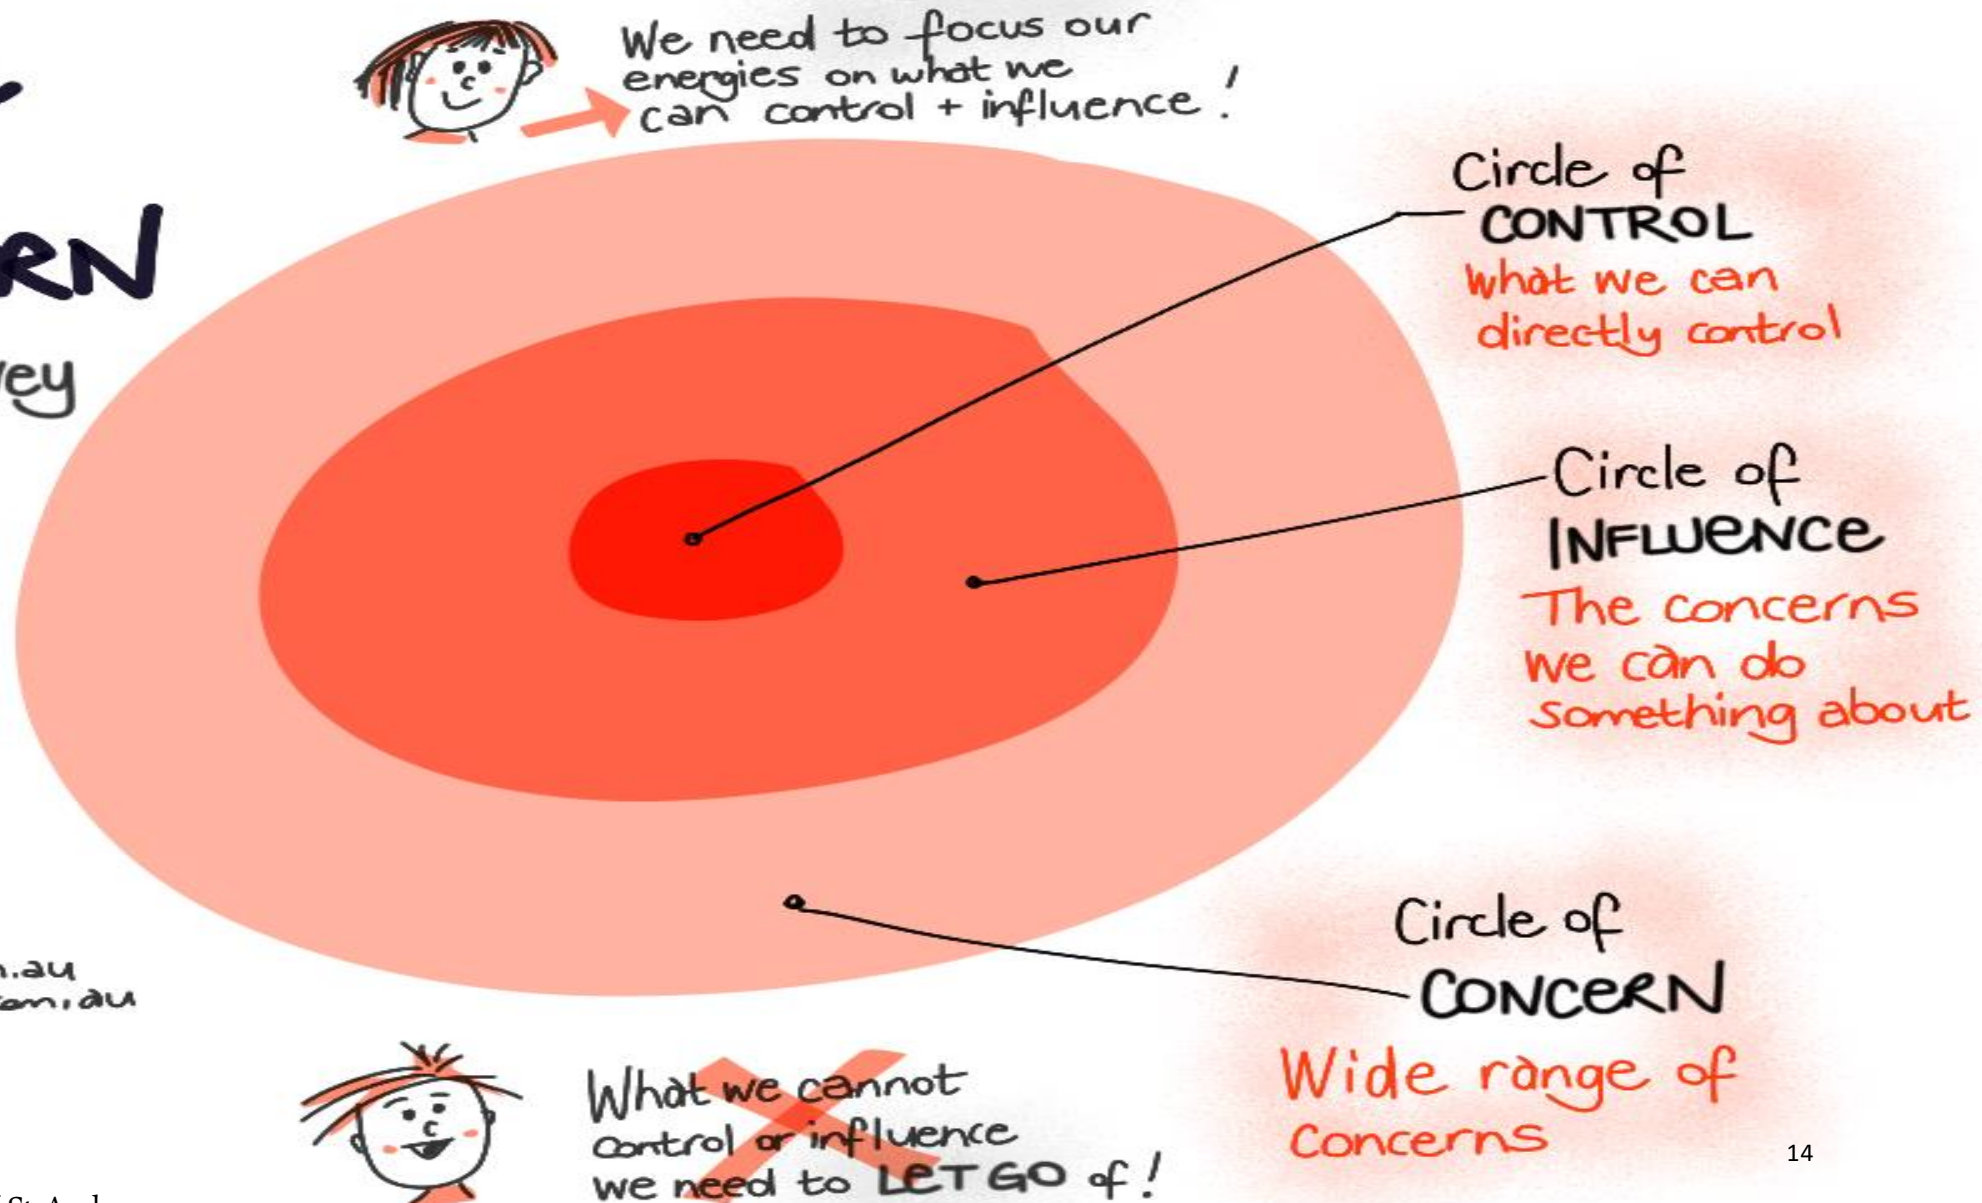 We need to focus our
energies on what we
can control + influence!
RN
vey
Circle of
CONTROL
What we can
directly control
Circle of
INFLUENCE
The concerns
we can do
something about
.au
Circle of
CONCERN
Wide range of
concerns
What we cannot
control or influence
we need to LET GO of!
14